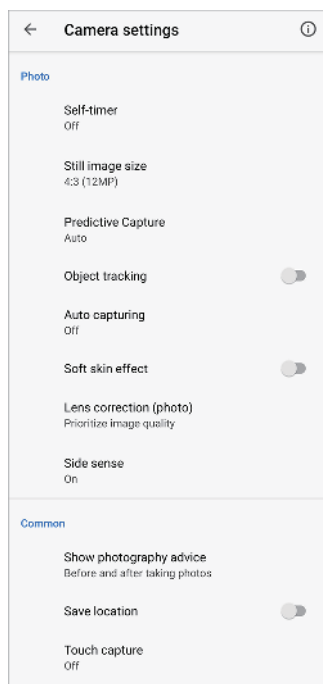 Camera settings
Photo
Self-timer
Off
Still image size
4:3 (12MP)
Predictive Capture
Auto
Object tracking
Auto capturing
Off
Soft skin effect
Lens correction (photo)
Prioritize image quality
Side sense
On
Common
Show photography advice
Before and after taking photos
Save location
Touch capture
Off